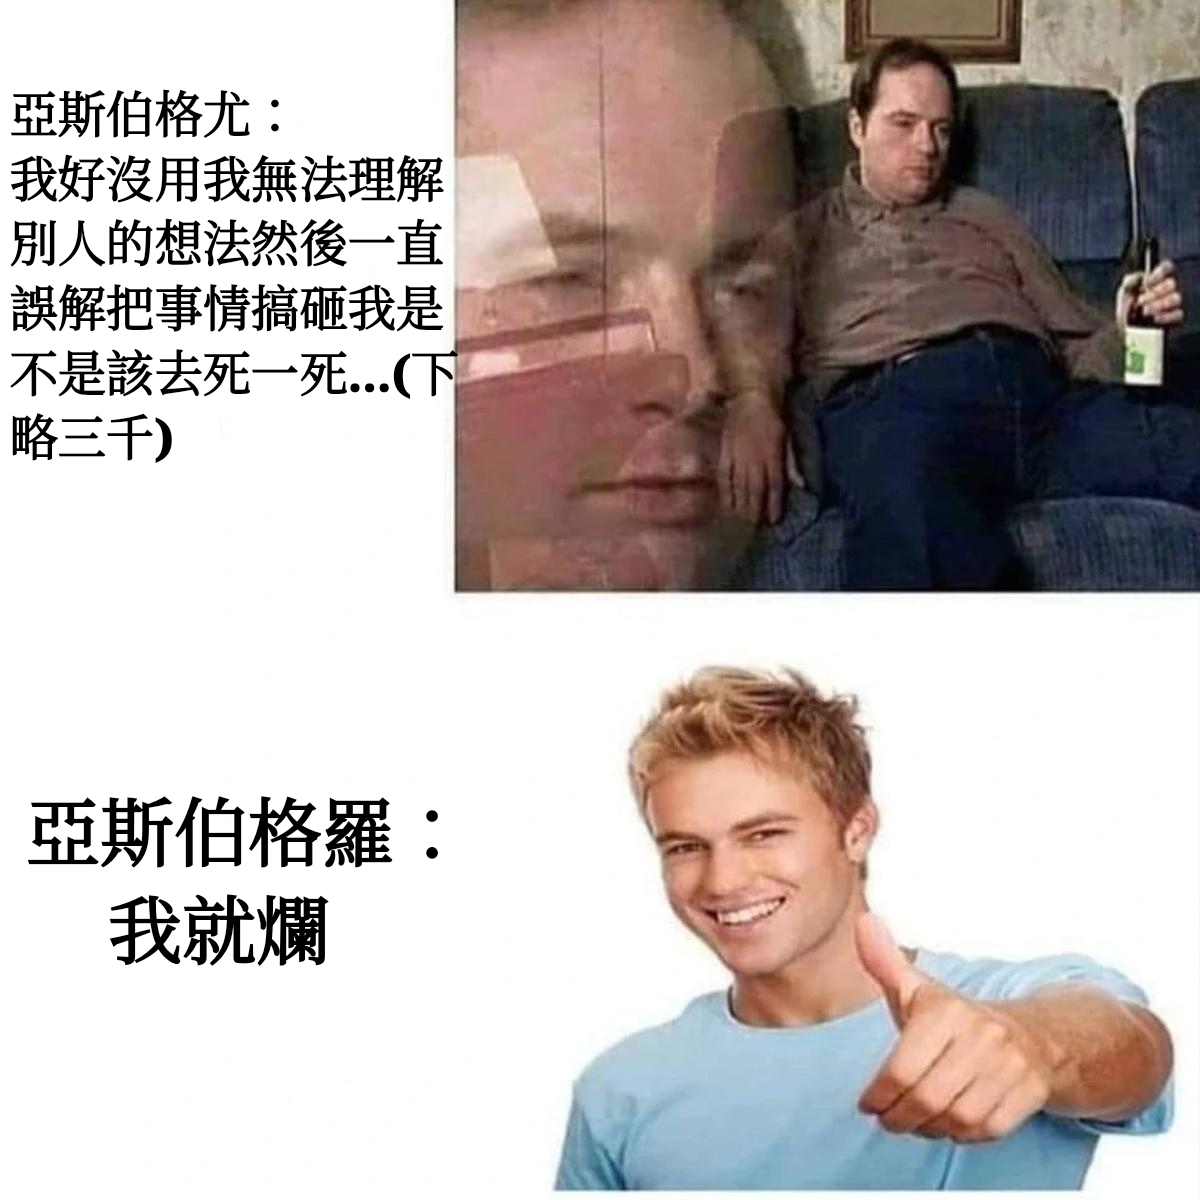 亞斯伯格尤：
我好沒用我無法理解
別人的想法然後一直
誤解把事情搞砸我是
不是該去死一死...(下
略三千)
亞斯伯格羅：
我就爛